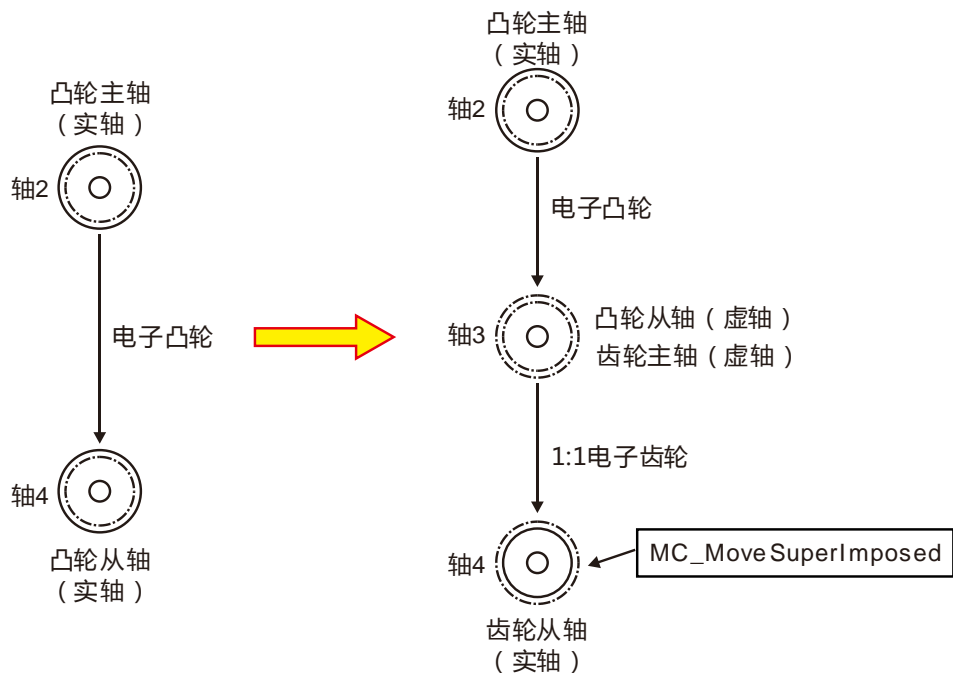 凸轮主轴
（实轴）
轴2
电子凸轮
轴4
凸轮从轴
（实轴）
凸轮主轴
（实轴）
轴2
电子凸轮
轴3
凸轮从轴（虚轴）
齿轮主轴（虚轴）
1:1电子齿轮
轴4
MC_MoveSuperImposed
齿轮从轴
（实轴）